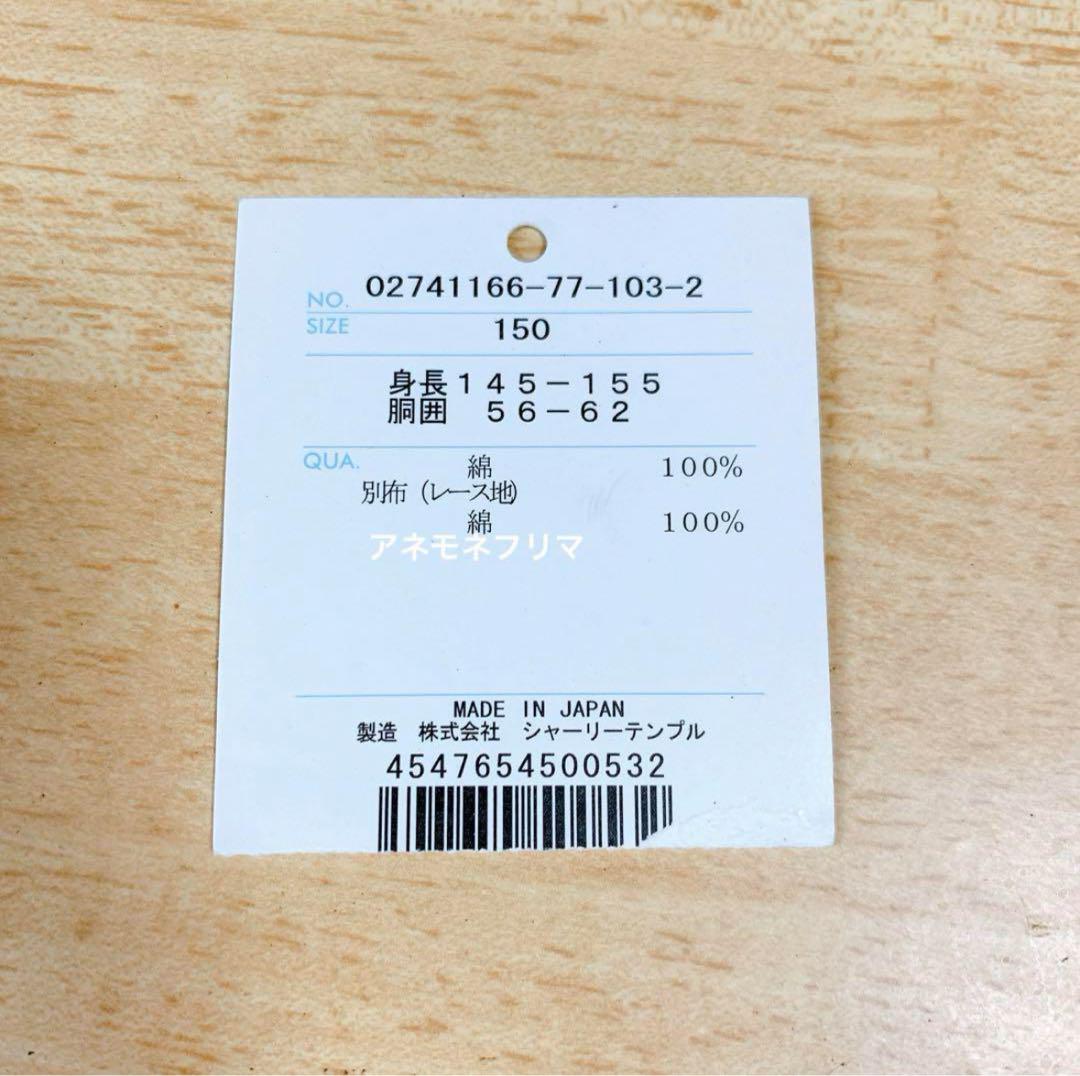 NO. 02741166-77-103-2
SIZE 150
身長145-155
胴囲 56-62
QUA. 綿 100%
別布(レース地)
綿 100%
アネモネフリマ
MADE IN JAPAN
製造 株式会社 シャーリーテンプル
4547654500532